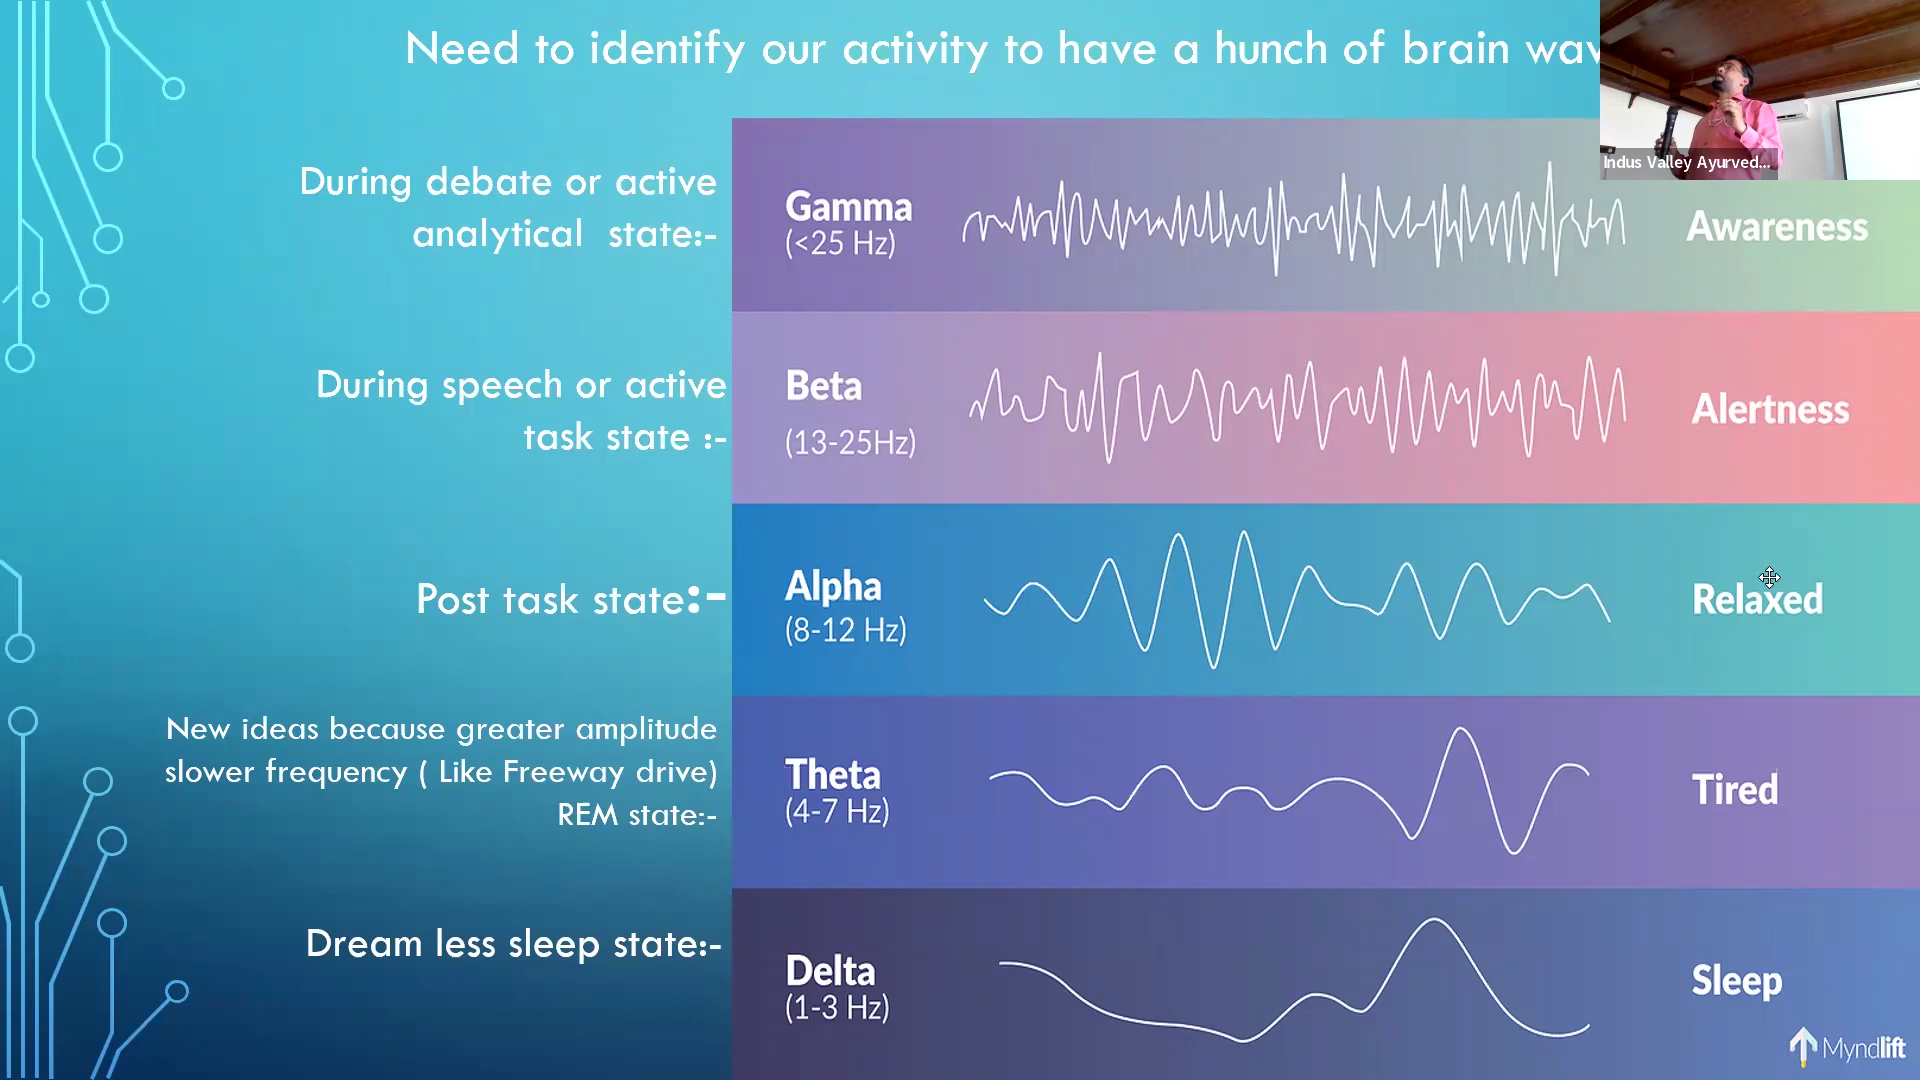 Need to identify our activity to have a hunch of brain
Indus Valley Ayurved...
During debate or active
analytical state:-
Gamma
(<25 Hz)
Awareness
During speech or active
task state :-
Beta
(13-25Hz)
Alertness
Post task state:-
Alpha
(8-12 Hz)
Relaxed
New ideas because greater amplitude
slower frequency ( Like Freeway drive)
REM state:-
Theta
(4-7 Hz)
Tired
Dream less sleep state:-
Delta
(1-3 Hz)
Sleep
Myndlift